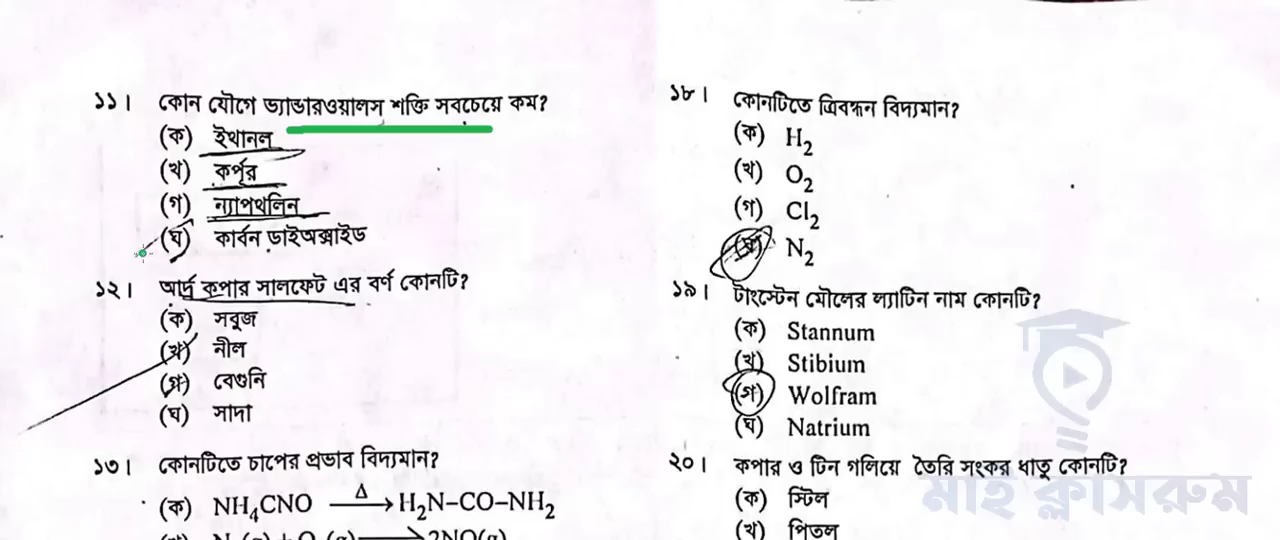 ১১। কোন যৌগে ভ্যান্ডারওয়ালস শক্তি সবচেয়ে কম?
(ক) ইথানল
(খ) কর্পূর
(গ) ন্যাপথলিন
(ঘ) কার্বন ডাইঅক্সাইড
১২। আর্দ্র কপার সালফেট এর বর্ণ কোনটি?
(ক) সবুজ
(খ) নীল
(গ) বেগুনি
(ঘ) সাদা
১৩। কোনটিতে চাপের প্রভাব বিদ্যমান?
(ক) NH₄CNO —Δ→ H₂N–CO–NH₂
১৮। কোনটিতে ত্রিবন্ধন বিদ্যমান?
(ক) H₂
(খ) O₂
(গ) Cl₂
(ঘ) N₂
১৯। টাংস্টেন মৌলের ল্যাটিন নাম কোনটি?
(ক) Stannum
(খ) Stibium
(গ) Wolfram
(ঘ) Natrium
২০। কপার ও টিন গলিয়ে তৈরি সংকর ধাতু কোনটি?
(ক) স্টিল
(খ) পিতল
মাই ক্লাসরুম